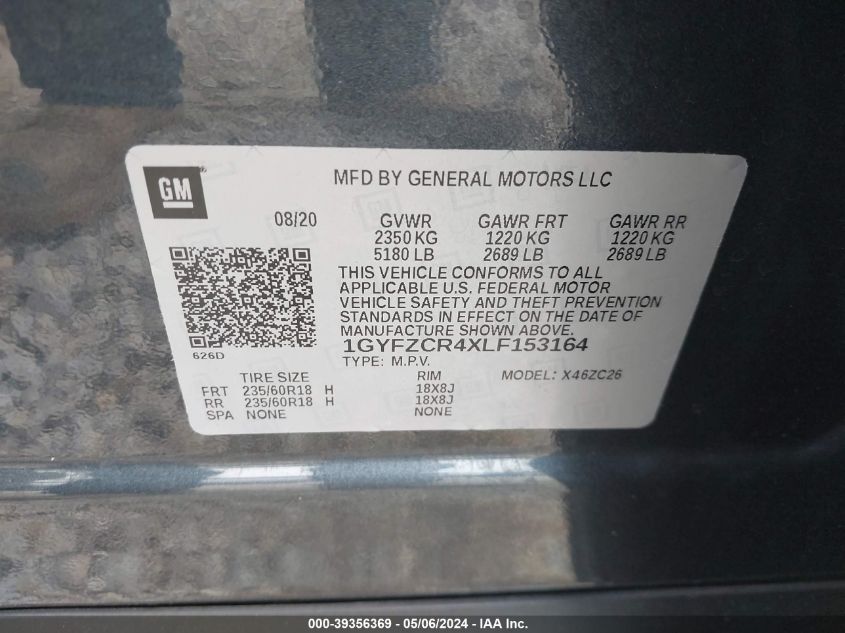 GM
MFD BY GENERAL MOTORS LLC
08/20 GVWR GAWR FRT GAWR RR
2350 KG 1220 KG 1220 KG
5180 LB 2689 LB 2689 LB
THIS VEHICLE CONFORMS TO ALL
APPLICABLE U.S. FEDERAL MOTOR
VEHICLE SAFETY AND THEFT PREVENTION
STANDARDS IN EFFECT ON THE DATE OF
MANUFACTURE SHOWN ABOVE.
1GYFZCR4XLF153164
626D TYPE: M.P.V.
TIRE SIZE RIM MODEL: X46ZC26
FRT 235/60R18 H 18X8J
RR 235/60R18 H 18X8J
SPA NONE NONE
000-39356369 - 05/06/2024 - IAA Inc.